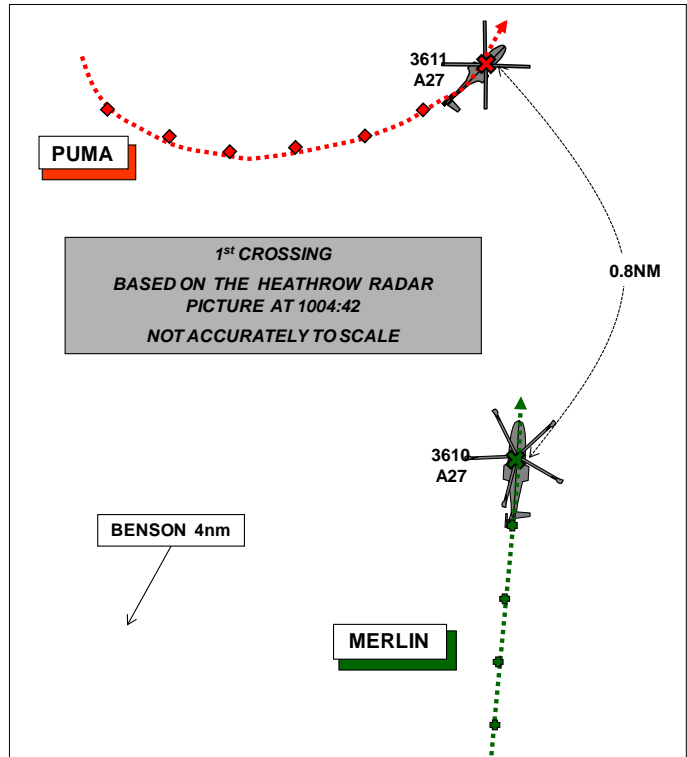 3611
A27
PUMA
1st CROSSING
BASED ON THE HEATHROW RADAR
PICTURE AT 1004:42
NOT ACCURATELY TO SCALE
0.8NM
3610
A27
BENSON 4nm
MERLIN